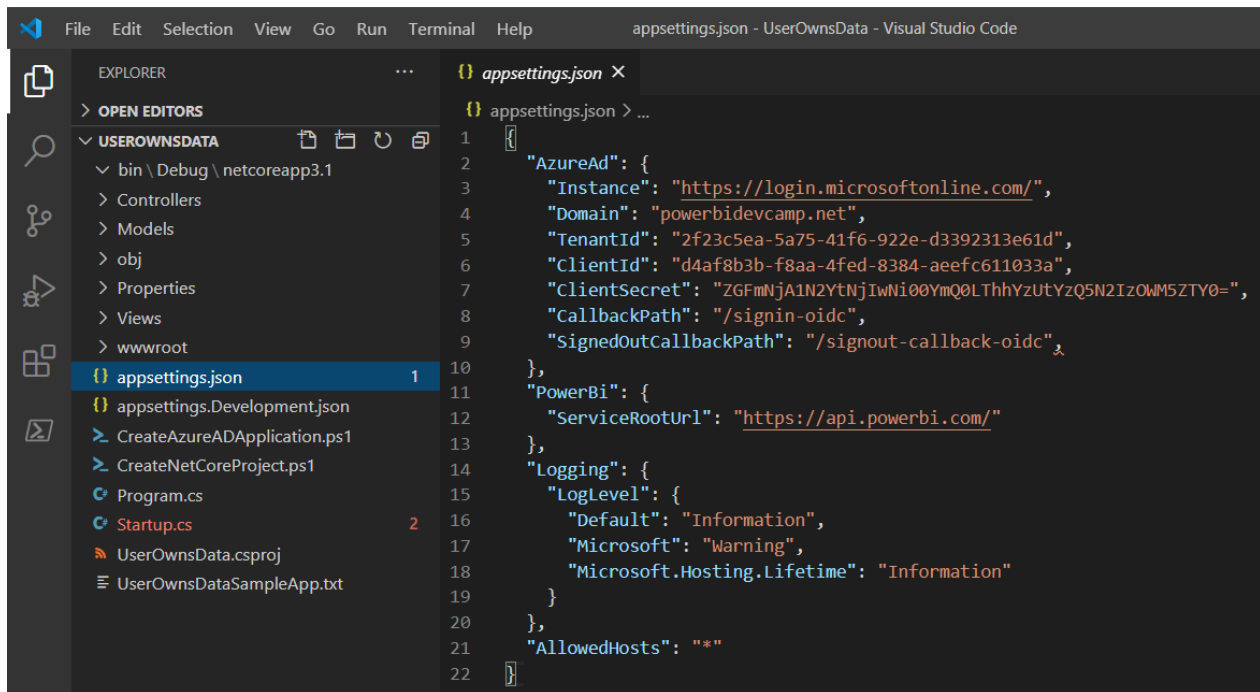 File Edit Selection View Go Run Terminal Help appsettings.json - UserOwnsData - Visual Studio Code
EXPLORER ...
> OPEN EDITORS
USEROWNSDATA
bin \ Debug \ netcoreapp3.1
> Controllers
> Models
> obj
> Properties
> Views
> wwwroot
{} appsettings.json 1
{} appsettings.Development.json
CreateAzureADApplication.ps1
CreateNetCoreProject.ps1
C# Program.cs
C# Startup.cs 2
UserOwnsData.csproj
UserOwnsDataSampleApp.txt
{} appsettings.json ×
{} appsettings.json > ...
1 {
2 "AzureAd": {
3 "Instance": "https://login.microsoftonline.com/",
4 "Domain": "powerbidevcamp.net",
5 "TenantId": "2f23c5ea-5a75-41f6-922e-d3392313e61d",
6 "ClientId": "d4af8b3b-f8aa-4fed-8384-aeefc611033a",
7 "ClientSecret": "ZGFmNjA1N2YtNjIwNi00YmQ0LThhYzUtYzQ5N2IzOWM5ZTY0=",
8 "CallbackPath": "/signin-oidc",
9 "SignedOutCallbackPath": "/signout-callback-oidc",
10 },
11 "PowerBi": {
12 "ServiceRootUrl": "https://api.powerbi.com/"
13 },
14 "Logging": {
15 "LogLevel": {
16 "Default": "Information",
17 "Microsoft": "Warning",
18 "Microsoft.Hosting.Lifetime": "Information"
19 }
20 },
21 "AllowedHosts": "*"
22 }